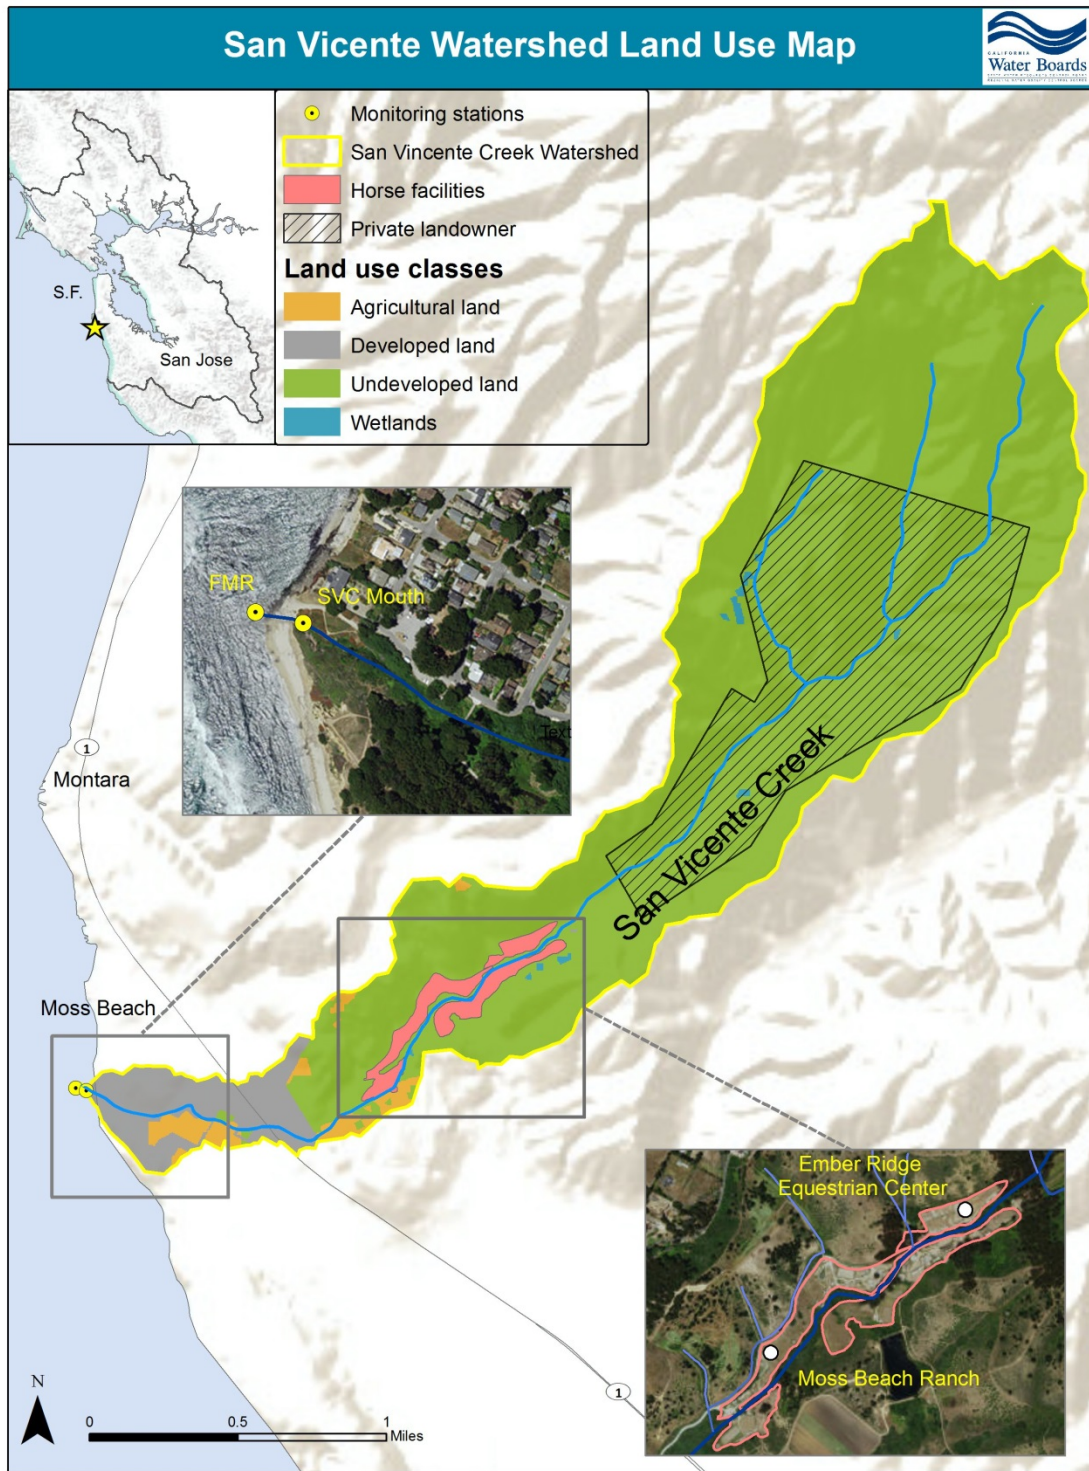 San Vicente Watershed Land Use Map
CALIFORNIA
Water Boards
S.F.
San Jose
Monitoring stations
San Vincente Creek Watershed
Horse facilities
Private landowner
Land use classes
Agricultural land
Developed land
Undeveloped land
Wetlands
FMR
SVC Mouth
Text
1
Montara
San Vicente Creek
Moss Beach
Ember Ridge
Equestrian Center
Moss Beach Ranch
1
N
0
0.5
1
Miles